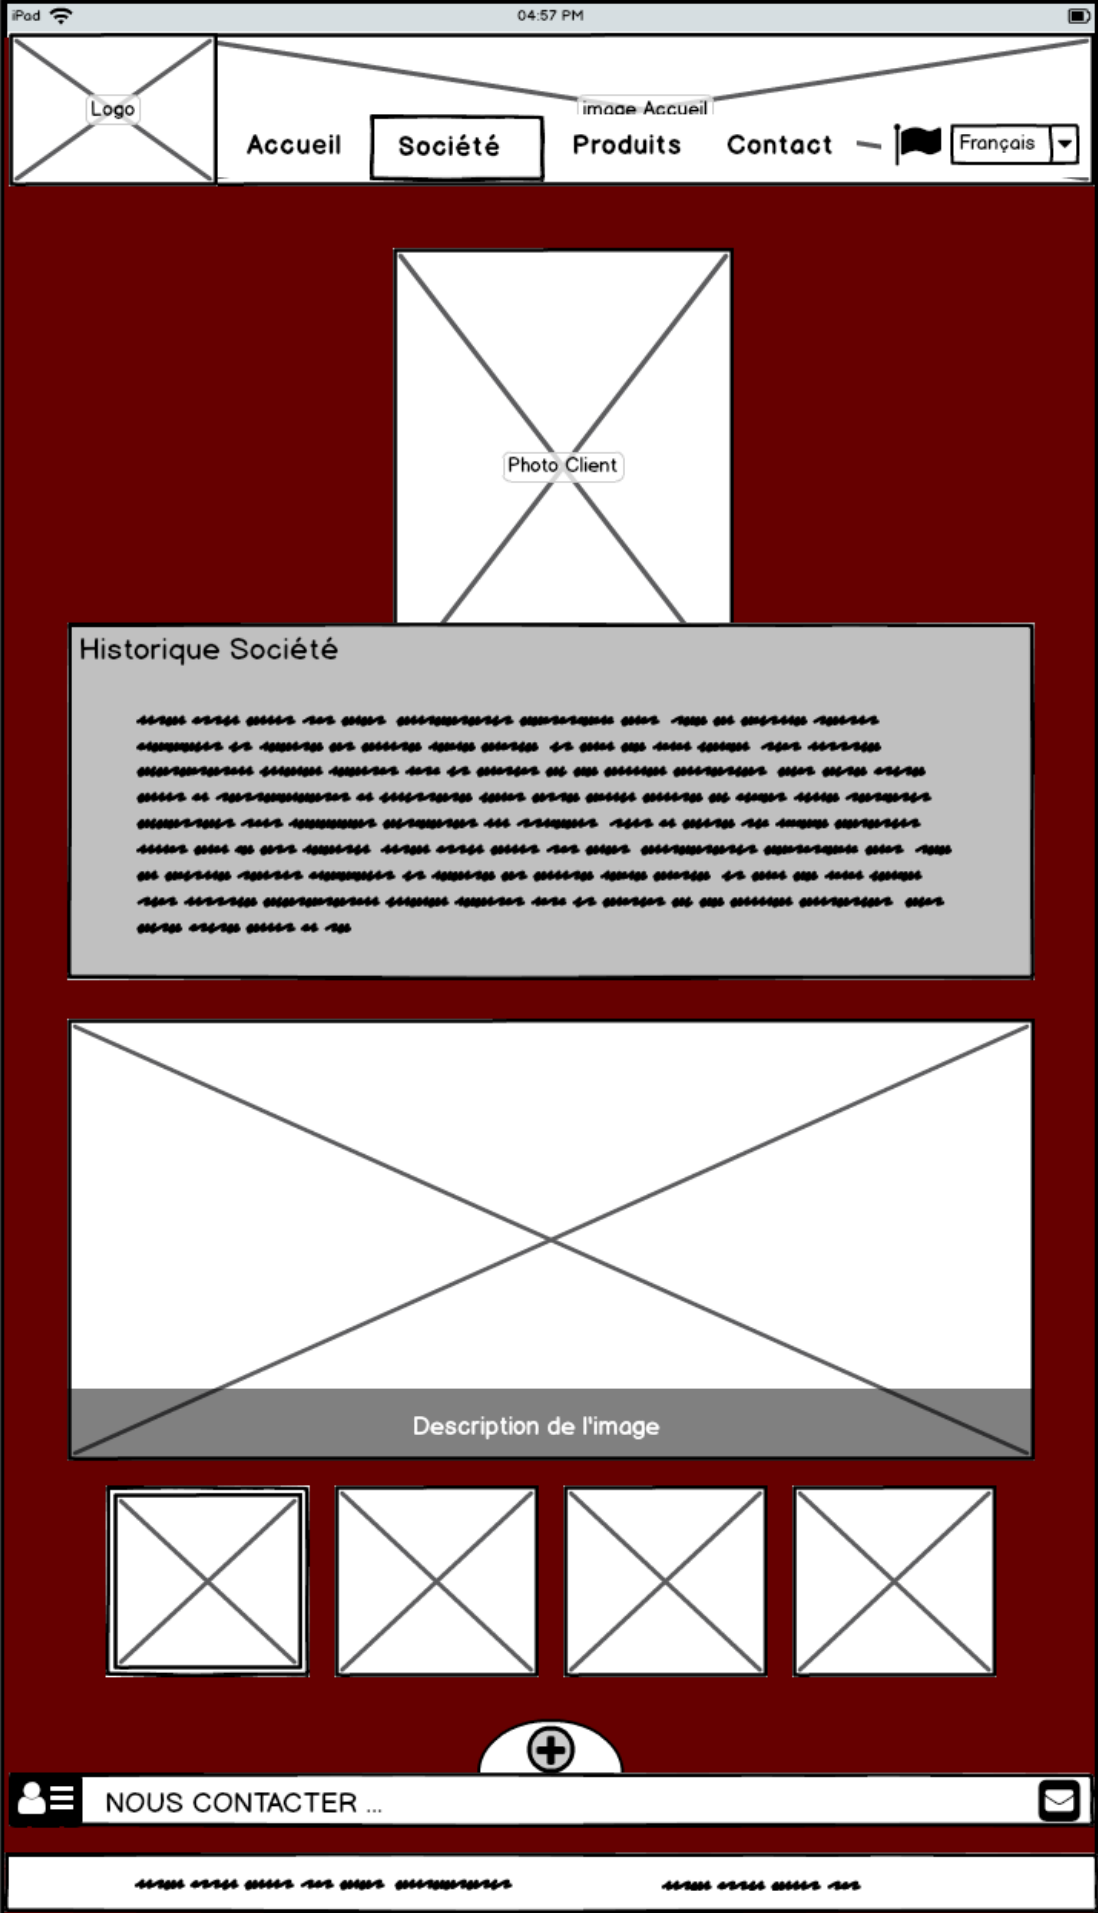 iPad 04:57 PM
Logo
image Accueil
Accueil Société Produits Contact Français
Photo Client
Historique Société
Description de l'image
NOUS CONTACTER ...